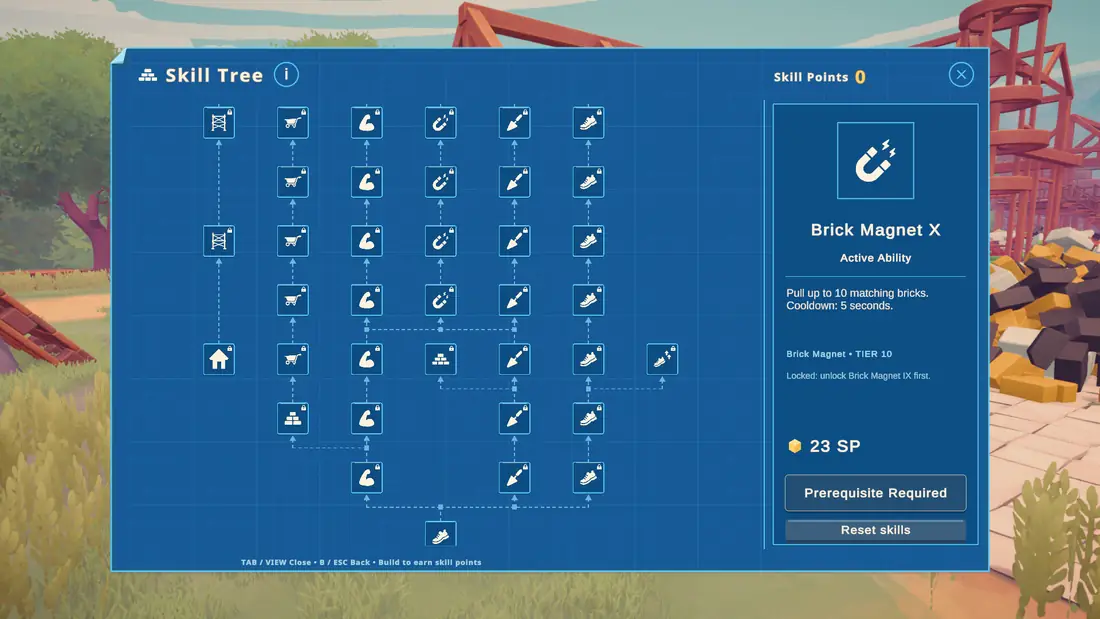 Skill Tree i
Skill Points 0
Brick Magnet X
Active Ability
Pull up to 10 matching bricks.
Cooldown: 5 seconds.
Brick Magnet • TIER 10
Locked: unlock Brick Magnet IX first.
23 SP
Prerequisite Required
Reset skills
TAB / VIEW Close • B / ESC Back • Build to earn skill points